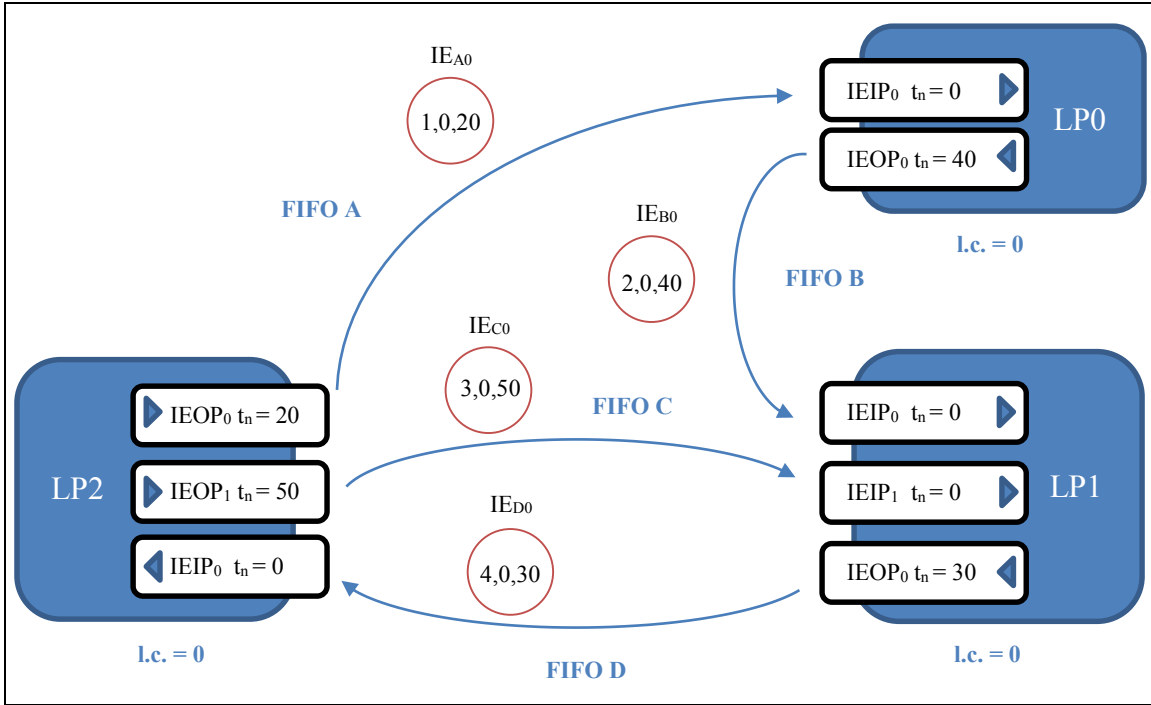 IEA0
1,0,20
IEIP0 tn = 0
LP0
IEOP0 tn = 40
FIFO A
IEB0
l.c. = 0
2,0,40
FIFO B
IEC0
3,0,50
FIFO C
IEOP0 tn = 20
IEIP0 tn = 0
LP2
IEOP1 tn = 50
IEIP1 tn = 0
LP1
IED0
IEIP0 tn = 0
4,0,30
IEOP0 tn = 30
l.c. = 0
l.c. = 0
FIFO D